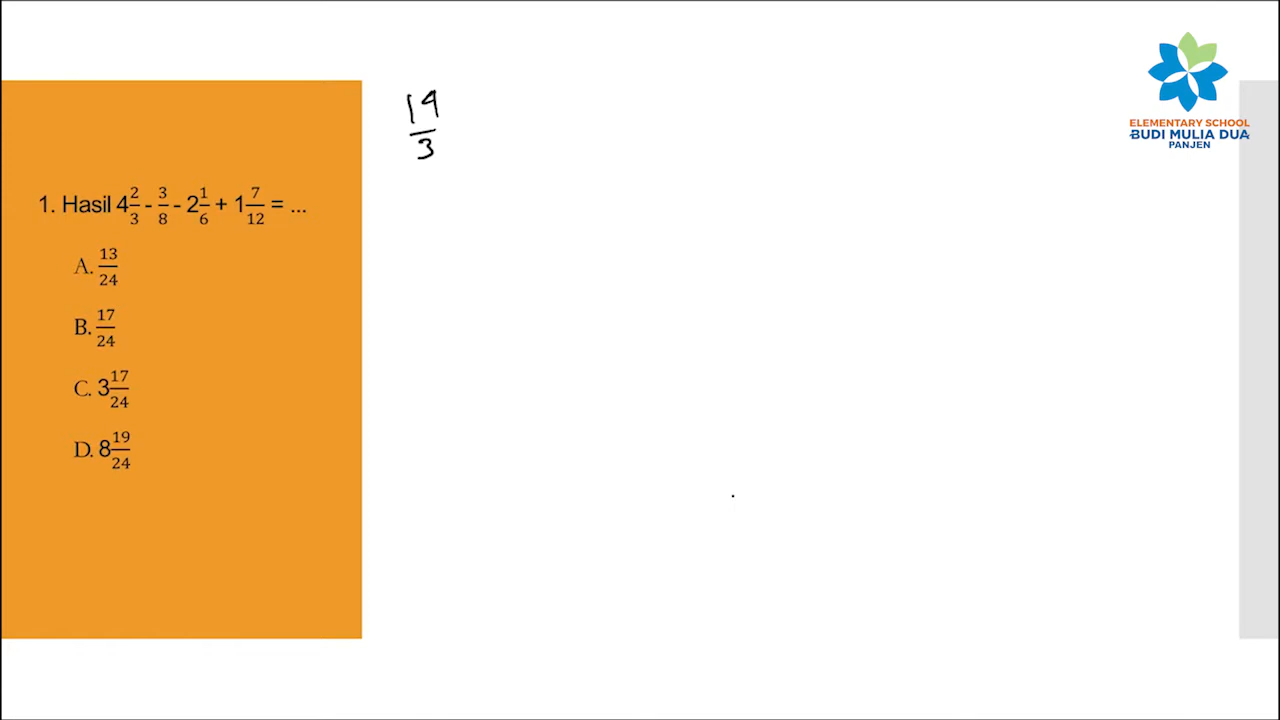 ELEMENTARY SCHOOL
BUDI MULIA DUA
PANJEN
14
3
1. Hasil 4 2/3 - 3/8 - 2 1/6 + 1 7/12 = ...
A. 13/24
B. 17/24
C. 3 17/24
D. 8 19/24